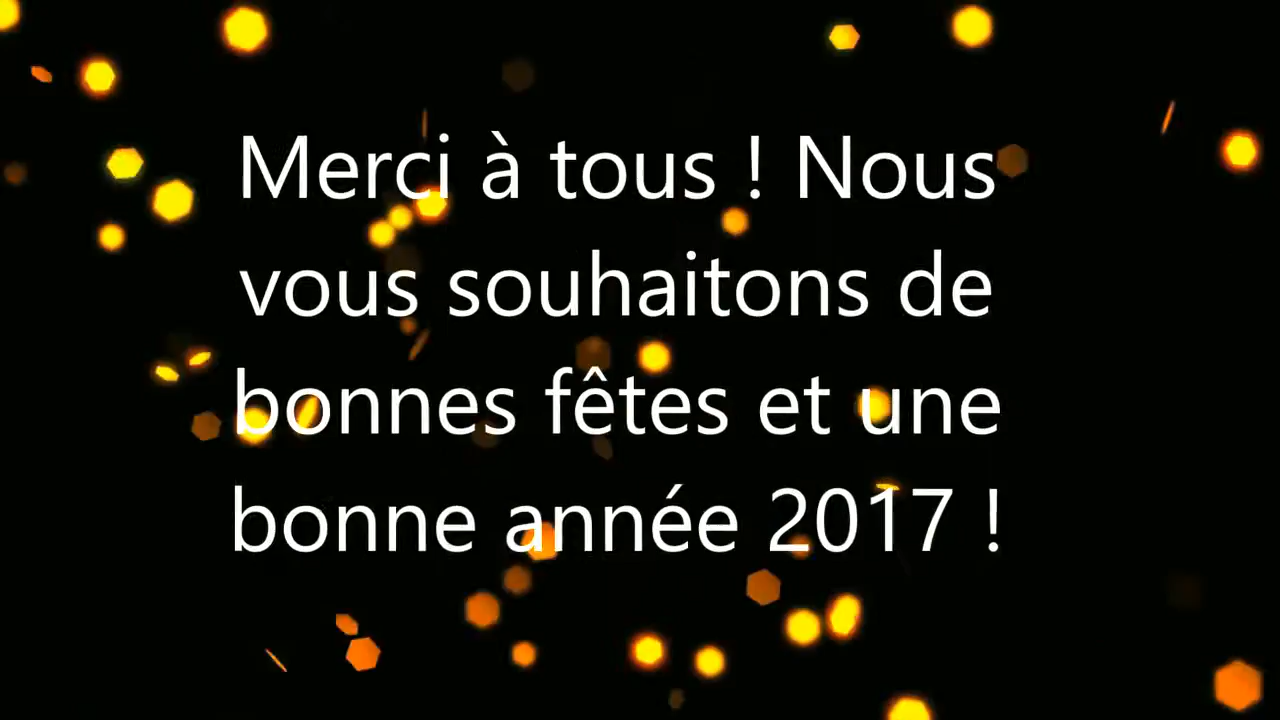 Merci à tous ! Nous
vous souhaitons de
bonnes fêtes et une
bonne année 2017 !